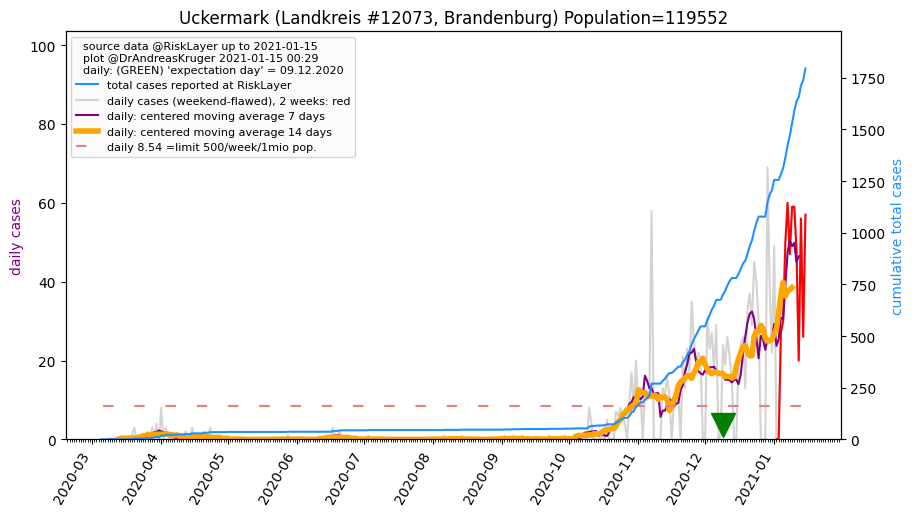 Uckermark (Landkreis #12073, Brandenburg) Population=119552
source data @RiskLayer up to 2021-01-15
plot @DrAndreasKruger 2021-01-15 00:29
daily: (GREEN) 'expectation day' = 09.12.2020
total cases reported at RiskLayer
daily cases (weekend-flawed), 2 weeks: red
daily: centered moving average 7 days
daily: centered moving average 14 days
daily 8.54 =limit 500/week/1mio pop.
daily cases
100
80
60
40
20
0
cumulative total cases
1750
1500
1250
1000
750
500
250
0
2020-03
2020-04
2020-05
2020-06
2020-07
2020-08
2020-09
2020-10
2020-11
2020-12
2021-01